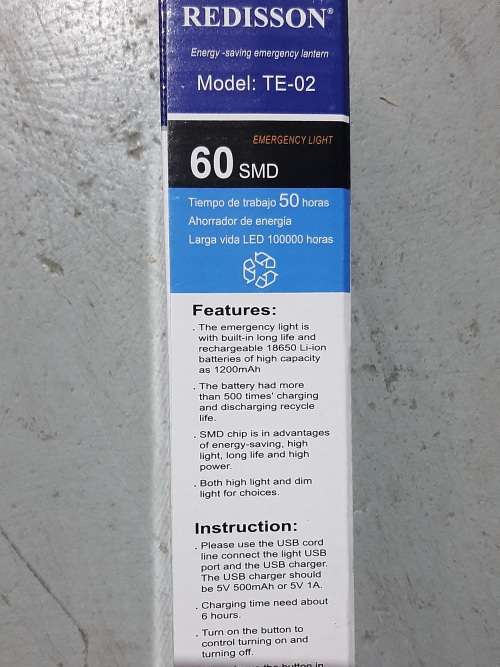 REDISSON®
Energy -saving emergency lantern
Model: TE-02
EMERGENCY LIGHT
60 SMD
Tiempo de trabajo 50 horas
Ahorrador de energía
Larga vida LED 100000 horas
Features:
. The emergency light is
with built-in long life and
rechargeable 18650 Li-ion
batteries of high capacity
as 1200mAh
. The battery had more
than 500 times' charging
and discharging recycle
life.
. SMD chip is in advantages
of energy-saving, high
light, long life and high
power.
. Both high light and dim
light for choices.
Instruction:
. Please use the USB cord
line connect the light USB
port and the USB charger.
The USB charger should
be 5V 500mAh or 5V 1A.
. Charging time need about
6 hours.
. Turn on the button to
control turning on and
turning off.
the button in